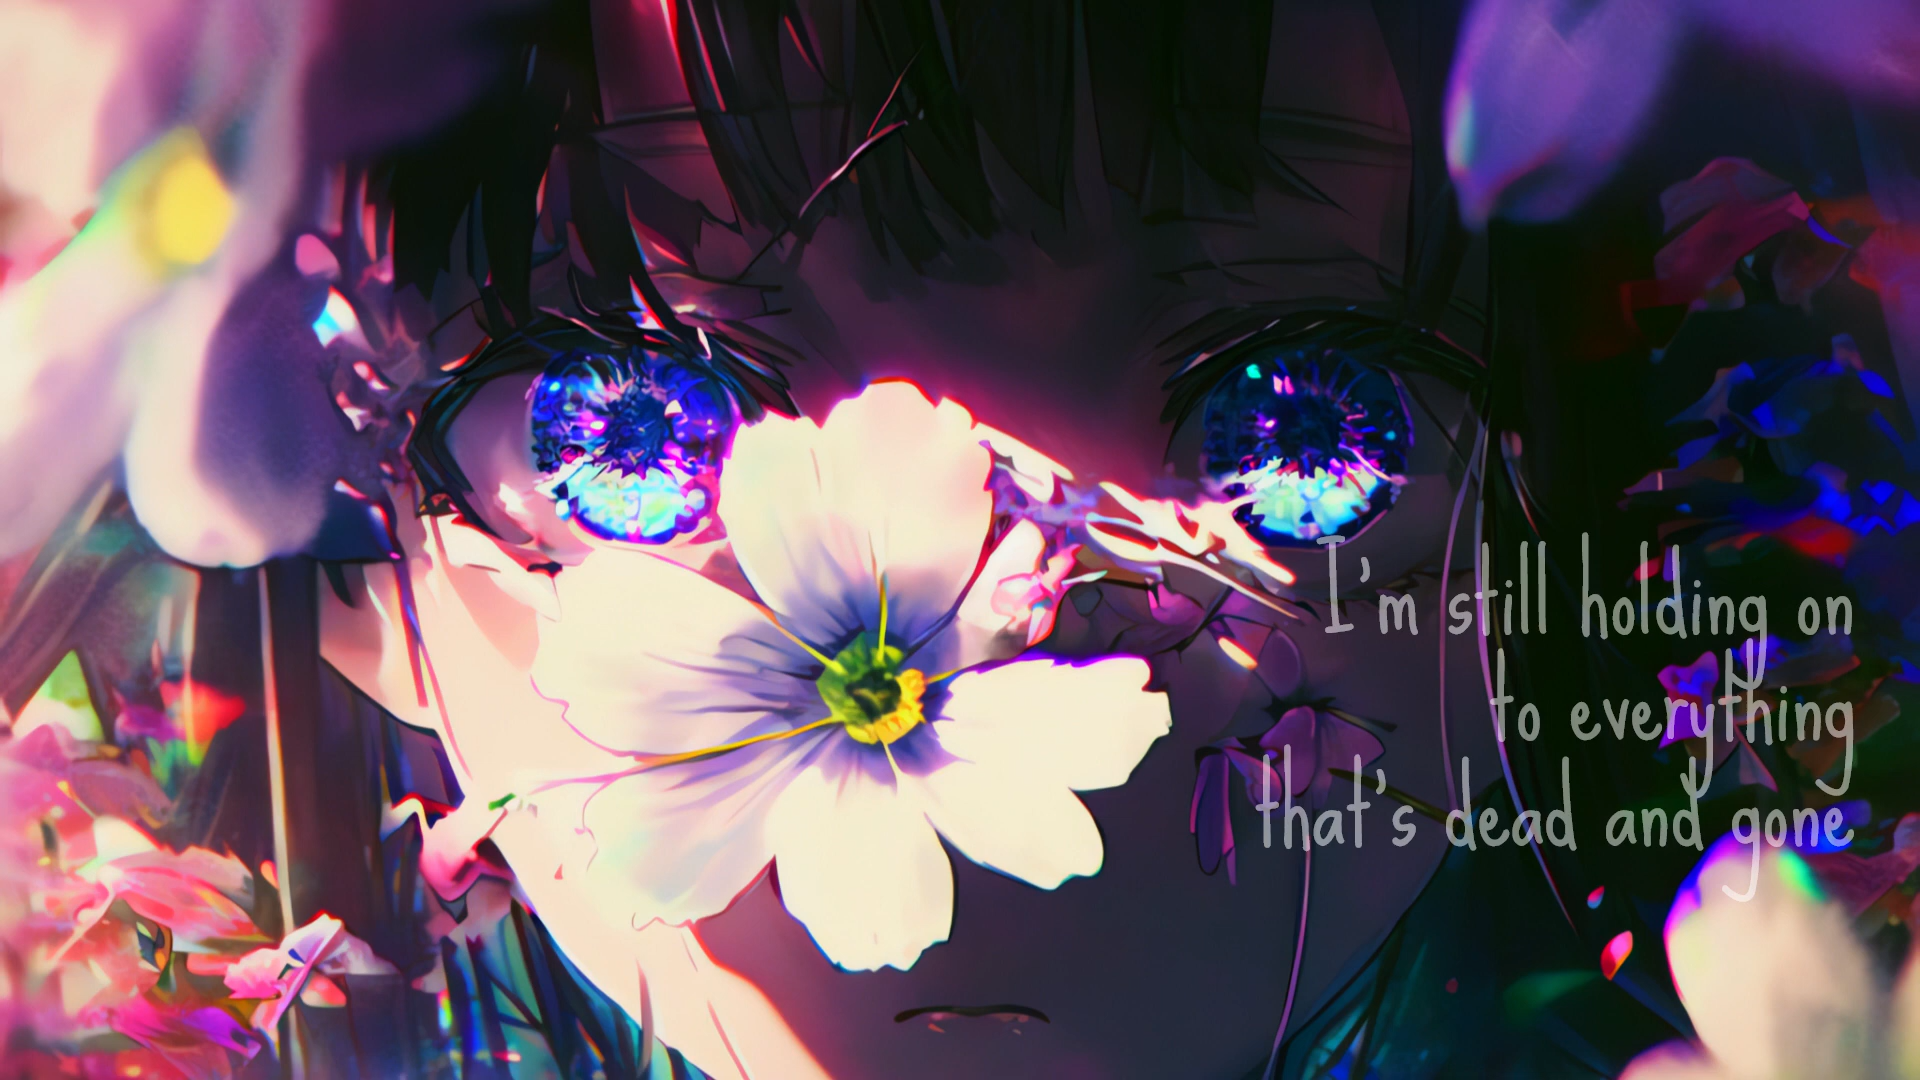 I'm still holding on
to everything
that's dead and gone